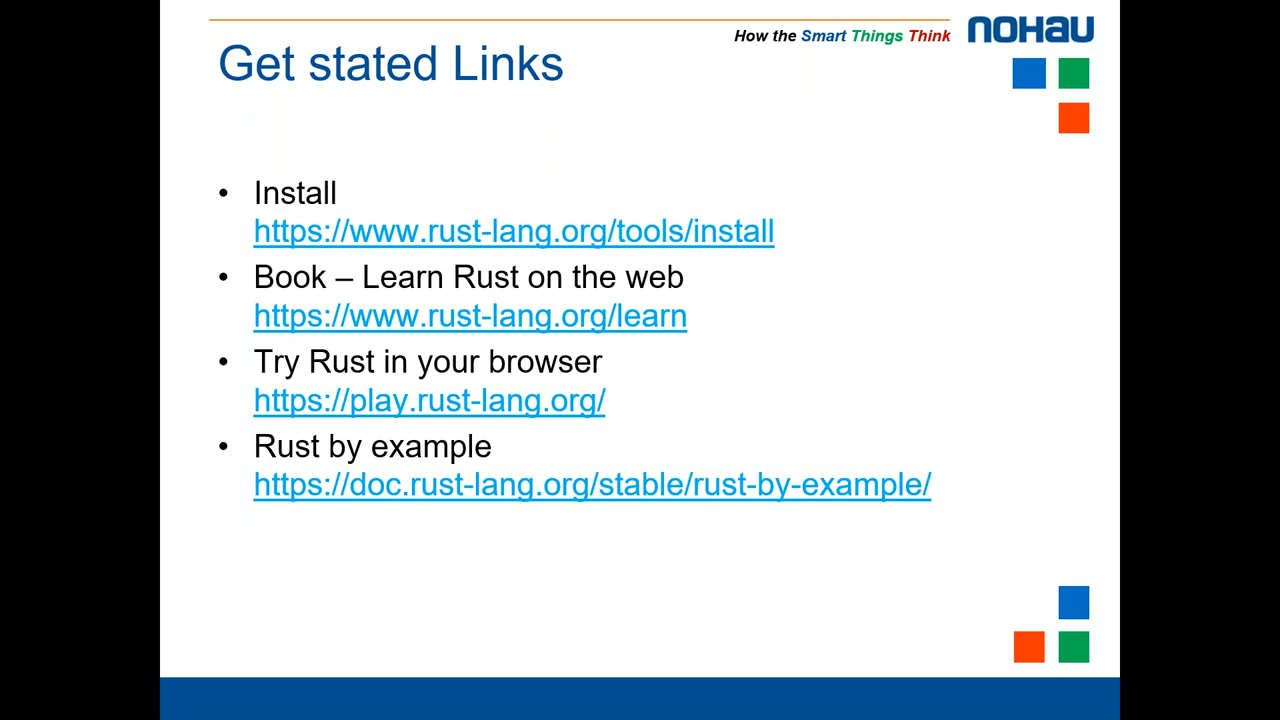 How the Smart Things Think
NOHAU
Get stated Links
• Install
https://www.rust-lang.org/tools/install
• Book – Learn Rust on the web
https://www.rust-lang.org/learn
• Try Rust in your browser
https://play.rust-lang.org/
• Rust by example
https://doc.rust-lang.org/stable/rust-by-example/